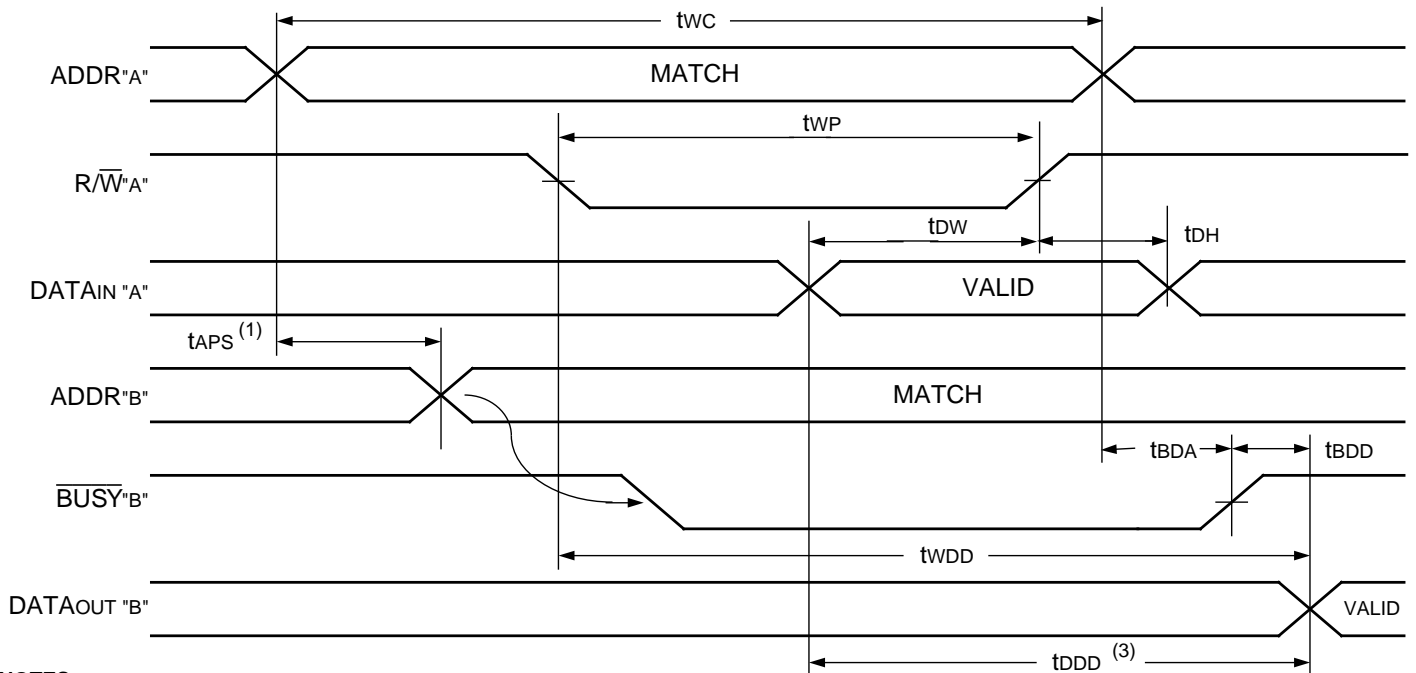 tWC
ADDR"A"
MATCH
tWP
R/W̅"A"
tDW
tDH
DATAIN "A"
VALID
tAPS (1)
ADDR"B"
MATCH
tBDA
tBDD
B̅U̅S̅Y̅"B"
tWDD
DATAOUT "B"
VALID
tDDD (3)